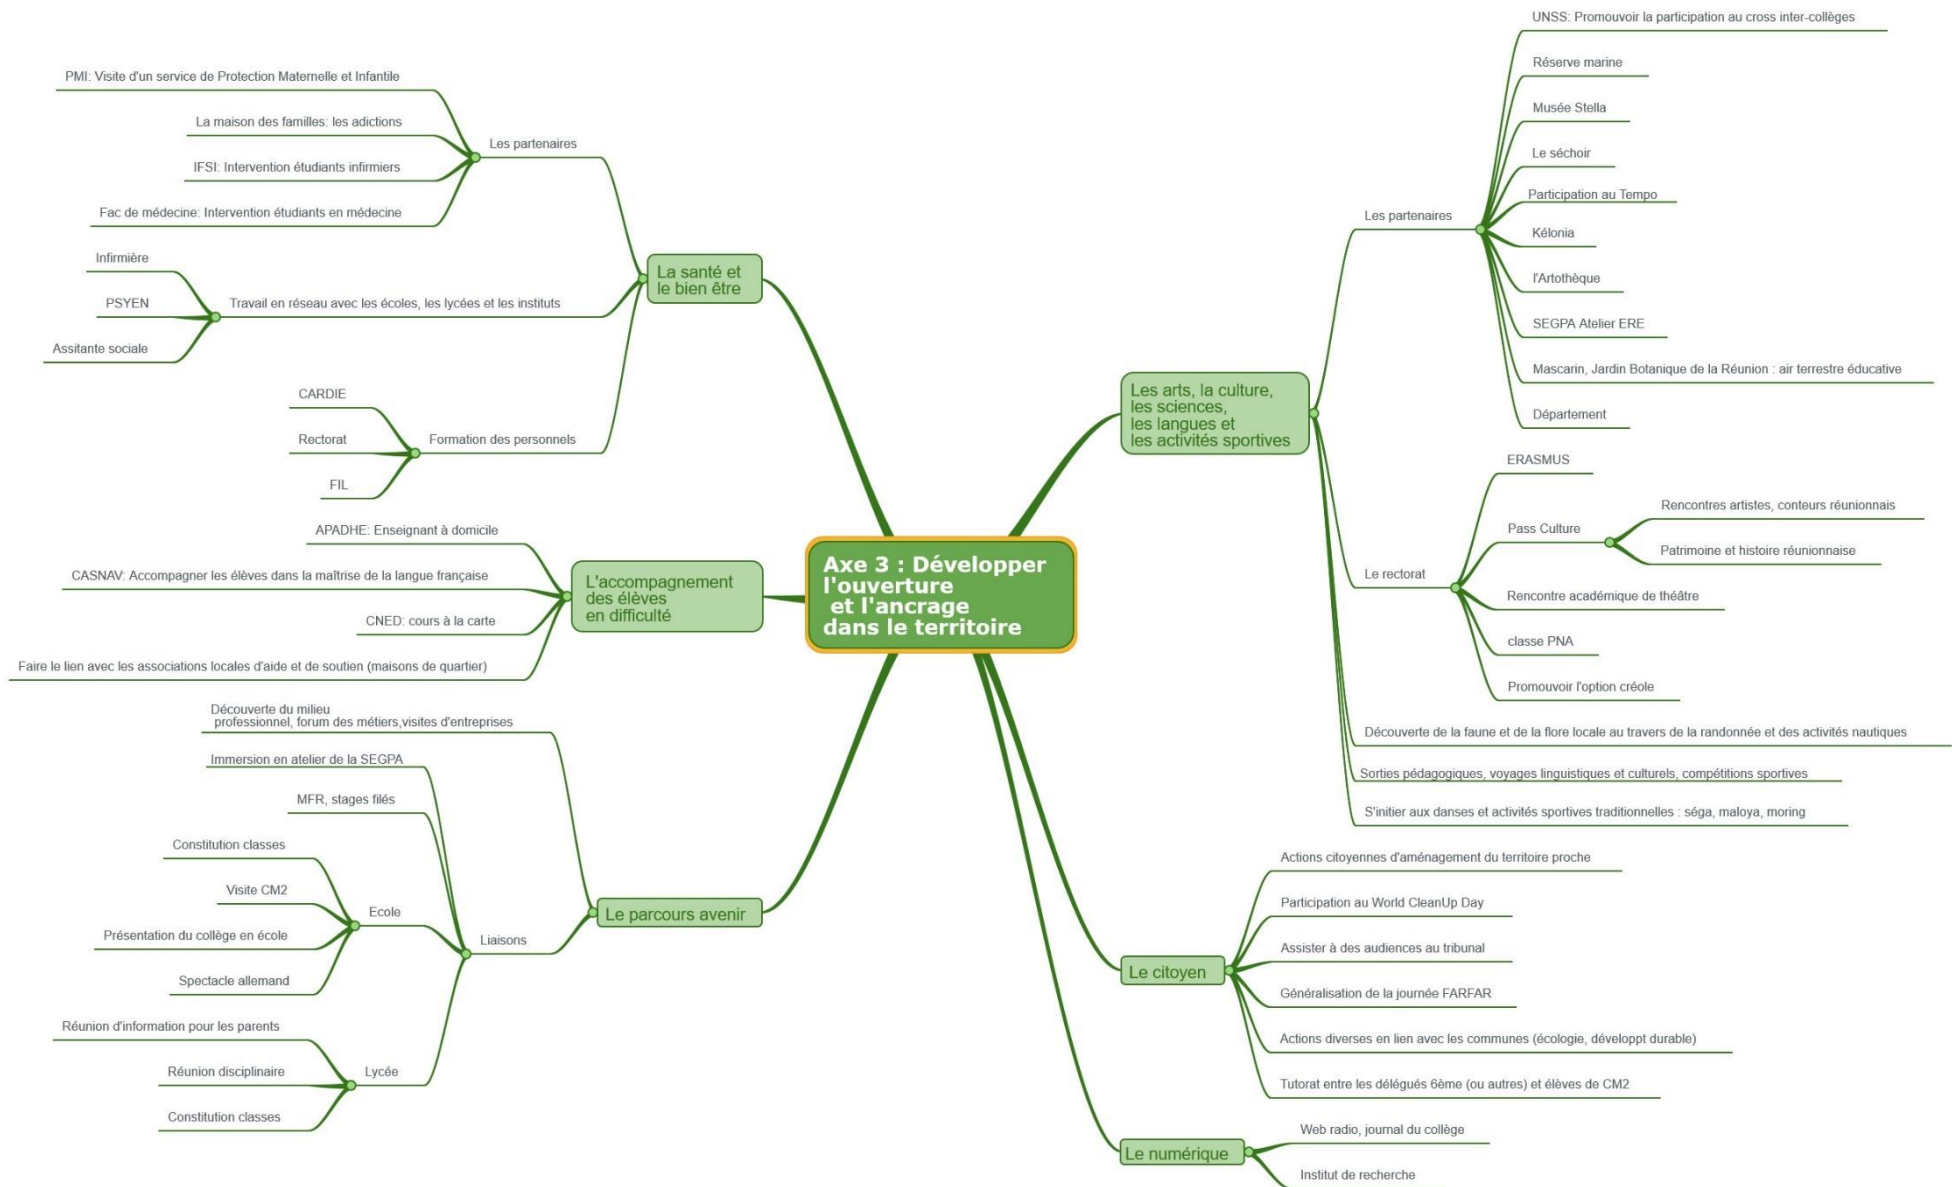 Axe 3 : Développer
l'ouverture
et l'ancrage
dans le territoire
La santé et
le bien être
Les partenaires
PMI: Visite d'un service de Protection Maternelle et Infantile
La maison des familles: les adictions
IFSI: Intervention étudiants infirmiers
Fac de médecine: Intervention étudiants en médecine
Travail en réseau avec les écoles, les lycées et les instituts
Infirmière
PSYEN
Assitante sociale
Formation des personnels
CARDIE
Rectorat
FIL
L'accompagnement
des élèves
en difficulté
APADHE: Enseignant à domicile
CASNAV: Accompagner les élèves dans la maîtrise de la langue française
CNED: cours à la carte
Faire le lien avec les associations locales d'aide et de soutien (maisons de quartier)
Le parcours avenir
Découverte du milieu
professionnel, forum des métiers,visites d'entreprises
Liaisons
Immersion en atelier de la SEGPA
MFR, stages filés
Ecole
Constitution classes
Visite CM2
Présentation du collège en école
Spectacle allemand
Lycée
Réunion d'information pour les parents
Réunion disciplinaire
Constitution classes
Les arts, la culture,
les sciences,
les langues et
les activités sportives
Les partenaires
UNSS: Promouvoir la participation au cross inter-collèges
Réserve marine
Musée Stella
Le séchoir
Participation au Tempo
Kélonia
l'Artothèque
SEGPA Atelier ERE
Mascarin, Jardin Botanique de la Réunion : air terrestre éducative
Département
Le rectorat
ERASMUS
Pass Culture
Rencontres artistes, conteurs réunionnais
Patrimoine et histoire réunionnaise
Rencontre académique de théâtre
classe PNA
Promouvoir l'option créole
Découverte de la faune et de la flore locale au travers de la randonnée et des activités nautiques
Sorties pédagogiques, voyages linguistiques et culturels, compétitions sportives
S'initier aux danses et activités sportives traditionnelles : séga, maloya, moring
Le citoyen
Actions citoyennes d'aménagement du territoire proche
Participation au World CleanUp Day
Assister à des audiences au tribunal
Généralisation de la journée FARFAR
Actions diverses en lien avec les communes (écologie, développt durable)
Tutorat entre les délégués 6ème (ou autres) et élèves de CM2
Le numérique
Web radio, journal du collège
Institut de recherche